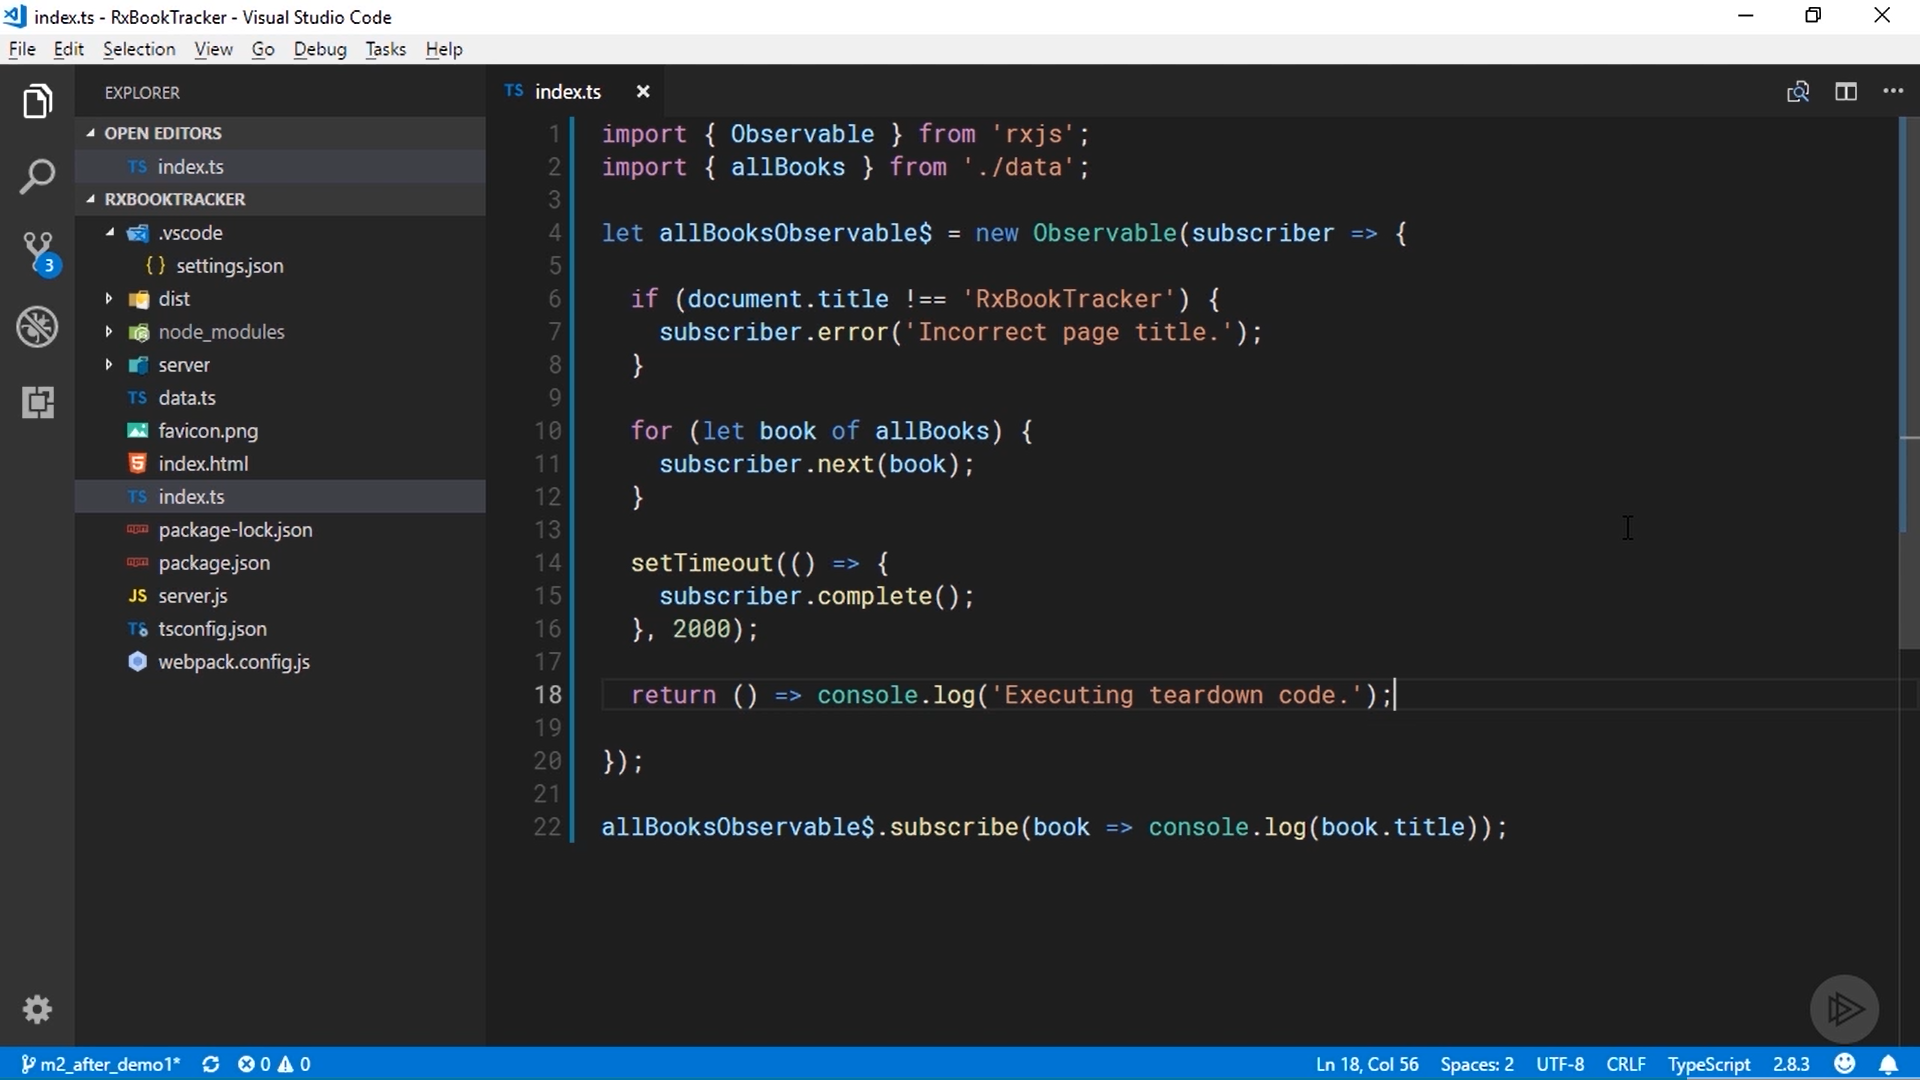 index.ts - RxBookTracker - Visual Studio Code
File Edit Selection View Go Debug Tasks Help
EXPLORER
OPEN EDITORS
TS index.ts
RXBOOKTRACKER
.vscode
{ } settings.json
dist
node_modules
server
TS data.ts
favicon.png
index.html
TS index.ts
package-lock.json
package.json
JS server.js
TS tsconfig.json
webpack.config.js
3
TS index.ts
1 import { Observable } from 'rxjs';
2 import { allBooks } from './data';
3
4 let allBooksObservable$ = new Observable(subscriber => {
5
6 if (document.title !== 'RxBookTracker') {
7 subscriber.error('Incorrect page title.');
8 }
9
10 for (let book of allBooks) {
11 subscriber.next(book);
12 }
13
14 setTimeout(() => {
15 subscriber.complete();
16 }, 2000);
17
18 return () => console.log('Executing teardown code.');
19
20 });
21
22 allBooksObservable$.subscribe(book => console.log(book.title));
m2_after_demo1* 0 0 Ln 18, Col 56 Spaces: 2 UTF-8 CRLF TypeScript 2.8.3